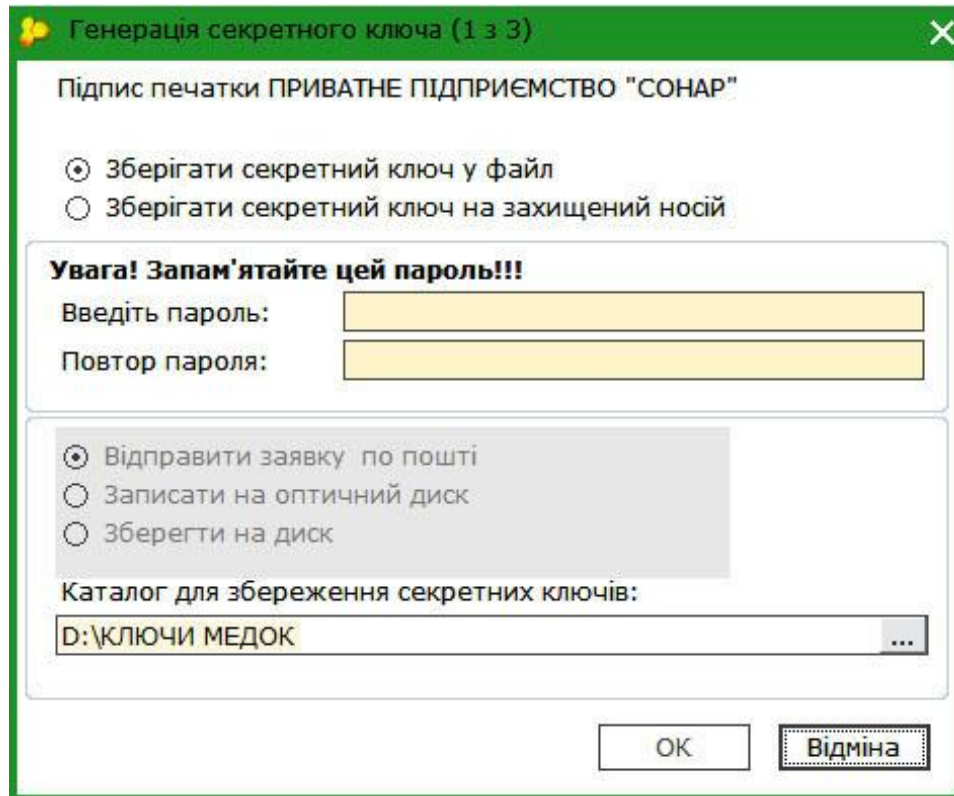 Генерація секретного ключа (1 з 3)
Підпис печатки ПРИВАТНЕ ПІДПРИЄМСТВО "СОНАР"
Зберігати секретний ключ у файл
Зберігати секретний ключ на захищений носій
Увага! Запам'ятайте цей пароль!!!
Введіть пароль:
Повтор пароля:
Відправити заявку по пошті
Записати на оптичний диск
Зберегти на диск
Каталог для збереження секретних ключів:
D:\КЛЮЧИ МЕДОК
...
ОК
Відміна